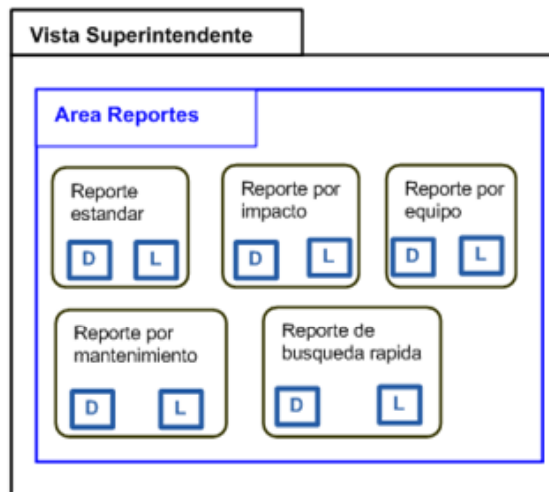 Vista Superintendente
Area Reportes
Reporte
estandar
D L
Reporte por
impacto
D L
Reporte por
equipo
D L
Reporte por
mantenimiento
D L
Reporte de
busqueda rapida
D L